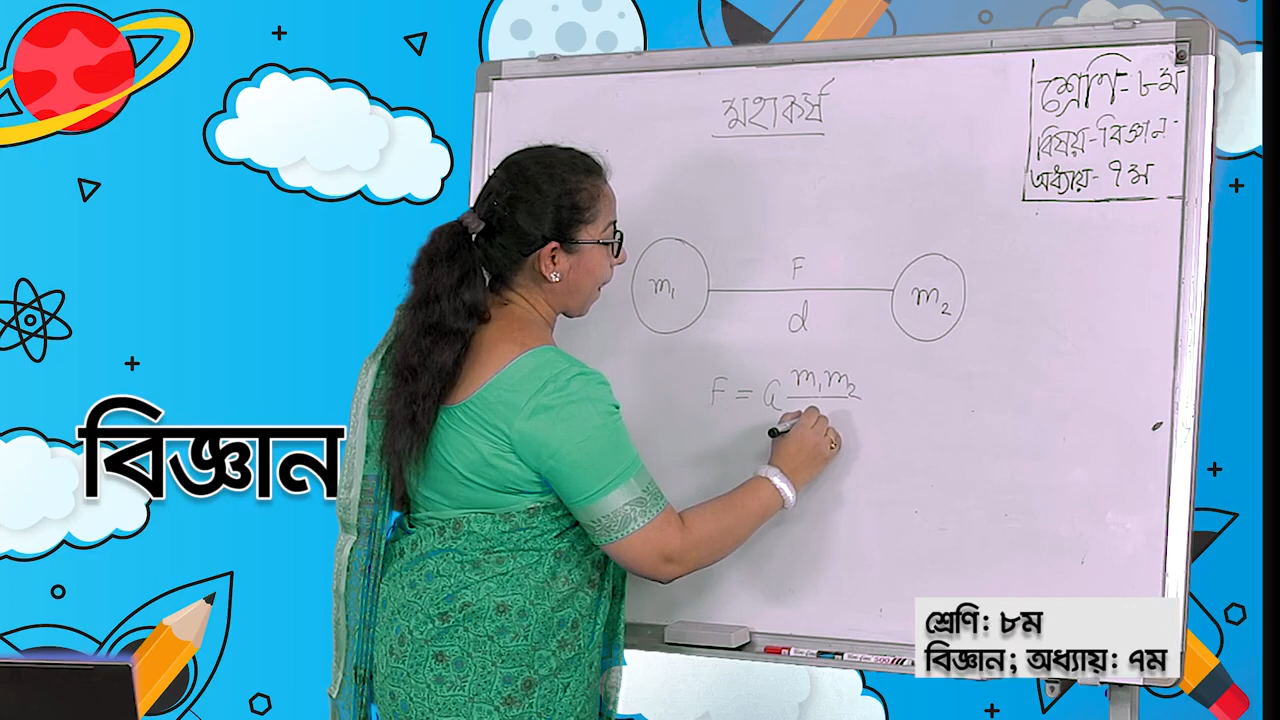 মহাকর্ষ
শ্রেণি- ৮ম
বিষয়-বিজ্ঞান-
অধ্যায়- ৭ম
m₁
F
d
m₂
F = G m₁m₂
বিজ্ঞান
শ্রেণি: ৮ম
বিজ্ঞান; অধ্যায়: ৭ম